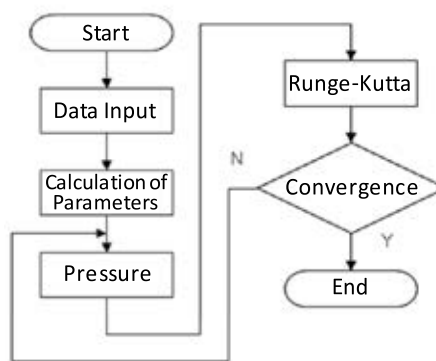 Start
Data Input
Calculation of
Parameters
Pressure
Runge-Kutta
N
Convergence
Y
End